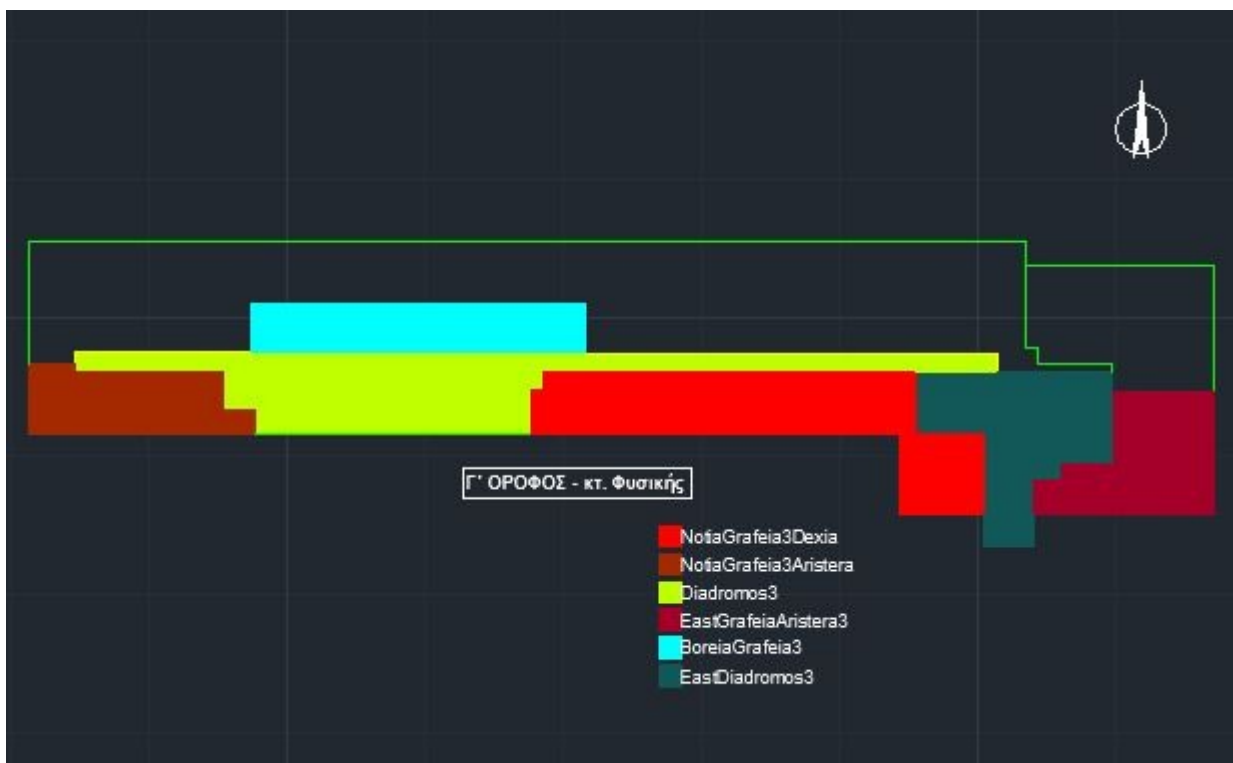 Γ' ΟΡΟΦΟΣ - κτ. Φυσικής
NotiaGrafeia3Dexia
NotiaGrafeia3Aristera
Diadromos3
EastGrafeiaAristera3
BoreiaGrafeia3
EastDiadromos3